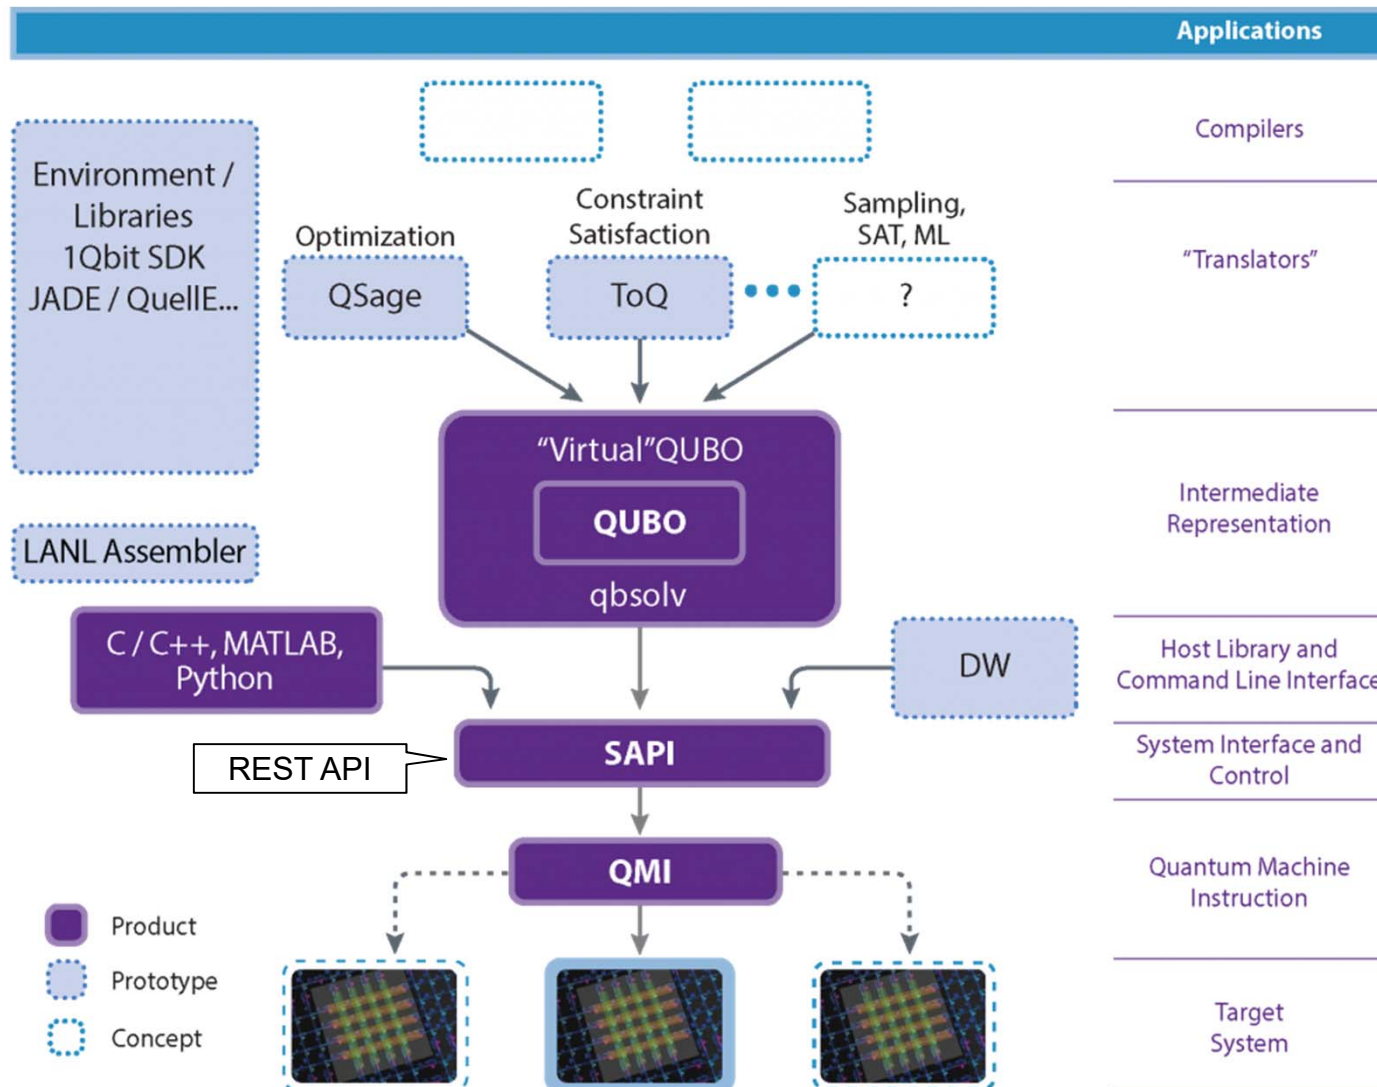 Applications
Compilers
Environment /
Libraries
1Qbit SDK
JADE / QuellE...
Optimization
QSage
Constraint
Satisfaction
ToQ
Sampling,
SAT, ML
?
“Translators”
“Virtual”QUBO
QUBO
qbsolv
Intermediate
Representation
LANL Assembler
C / C++, MATLAB,
Python
DW
Host Library and
Command Line Interface
REST API
SAPI
System Interface and
Control
QMI
Quantum Machine
Instruction
Product
Prototype
Concept
Target
System